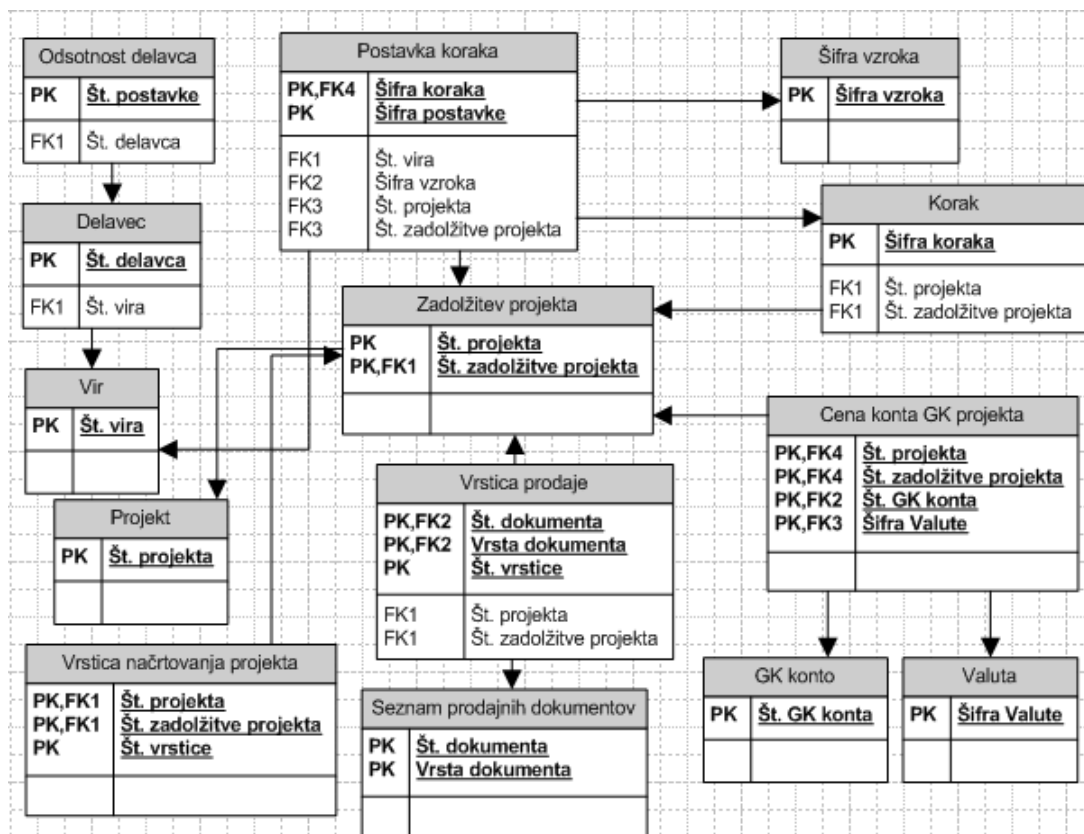 Odsotnost delavca
PK Št. postavke
FK1 Št. delavca
Postavka koraka
PK,FK4 Šifra koraka
PK Šifra postavke
FK1 Št. vira
FK2 Šifra vzroka
FK3 Št. projekta
FK3 Št. zadolžitve projekta
Šifra vzroka
PK Šifra vzroka
Delavec
PK Št. delavca
FK1 Št. vira
Korak
PK Šifra koraka
FK1 Št. projekta
FK1 Št. zadolžitve projekta
Zadolžitev projekta
PK Št. projekta
PK,FK1 Št. zadolžitve projekta
Vir
PK Št. vira
Cena konta GK projekta
PK,FK4 Št. projekta
PK,FK4 Št. zadolžitve projekta
PK,FK2 Št. GK konta
PK,FK3 Šifra Valute
Vrstica prodaje
PK,FK2 Št. dokumenta
PK,FK2 Vrsta dokumenta
PK Št. vrstice
FK1 Št. projekta
FK1 Št. zadolžitve projekta
Projekt
PK Št. projekta
Vrstica načrtovanja projekta
PK,FK1 Št. projekta
PK,FK1 Št. zadolžitve projekta
PK Št. vrstice
Seznam prodajnih dokumentov
PK Št. dokumenta
PK Vrsta dokumenta
GK konto
PK Št. GK konta
Valuta
PK Šifra Valute